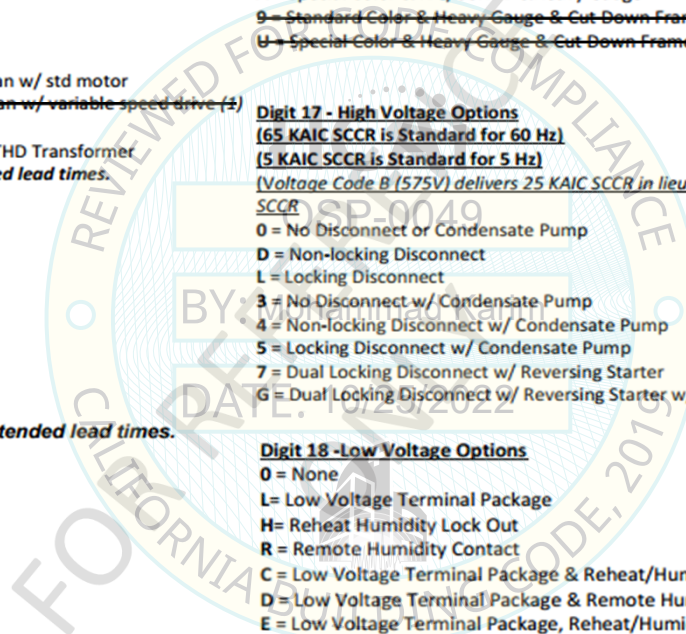 9 = Standard Color & Heavy Gauge & Cut Down Fram
U = Special Color & Heavy Gauge & Cut Down Frame
an w/ std motor
an w/ variable speed drive (1)
THD Transformer
ed lead times.
Digit 17 - High Voltage Options
(65 KAIC SCCR is Standard for 60 Hz)
(5 KAIC SCCR is Standard for 5 Hz)
(Voltage Code B (575V) delivers 25 KAIC SCCR in lieu
SCCR
0 = No Disconnect or Condensate Pump
D = Non-locking Disconnect
L = Locking Disconnect
3 = No Disconnect w/ Condensate Pump
4 = Non-locking Disconnect w/ Condensate Pump
5 = Locking Disconnect w/ Condensate Pump
7 = Dual Locking Disconnect w/ Reversing Starter
G = Dual Locking Disconnect w/ Reversing Starter w
tended lead times.
Digit 18 -Low Voltage Options
0 = None
L= Low Voltage Terminal Package
H= Reheat Humidity Lock Out
R = Remote Humidity Contact
C = Low Voltage Terminal Package & Reheat/Hum
D = Low Voltage Terminal Package & Remote Hu
E = Low Voltage Terminal Package, Reheat/Humi
REVIEWED FOR CODE COMPLIANCE
OSP-0049
BY: Mohammad Karim
DATE: 10/25/2022
CALIFORNIA BUILDING CODE, 2019
FOR REFERENCE
ONLY